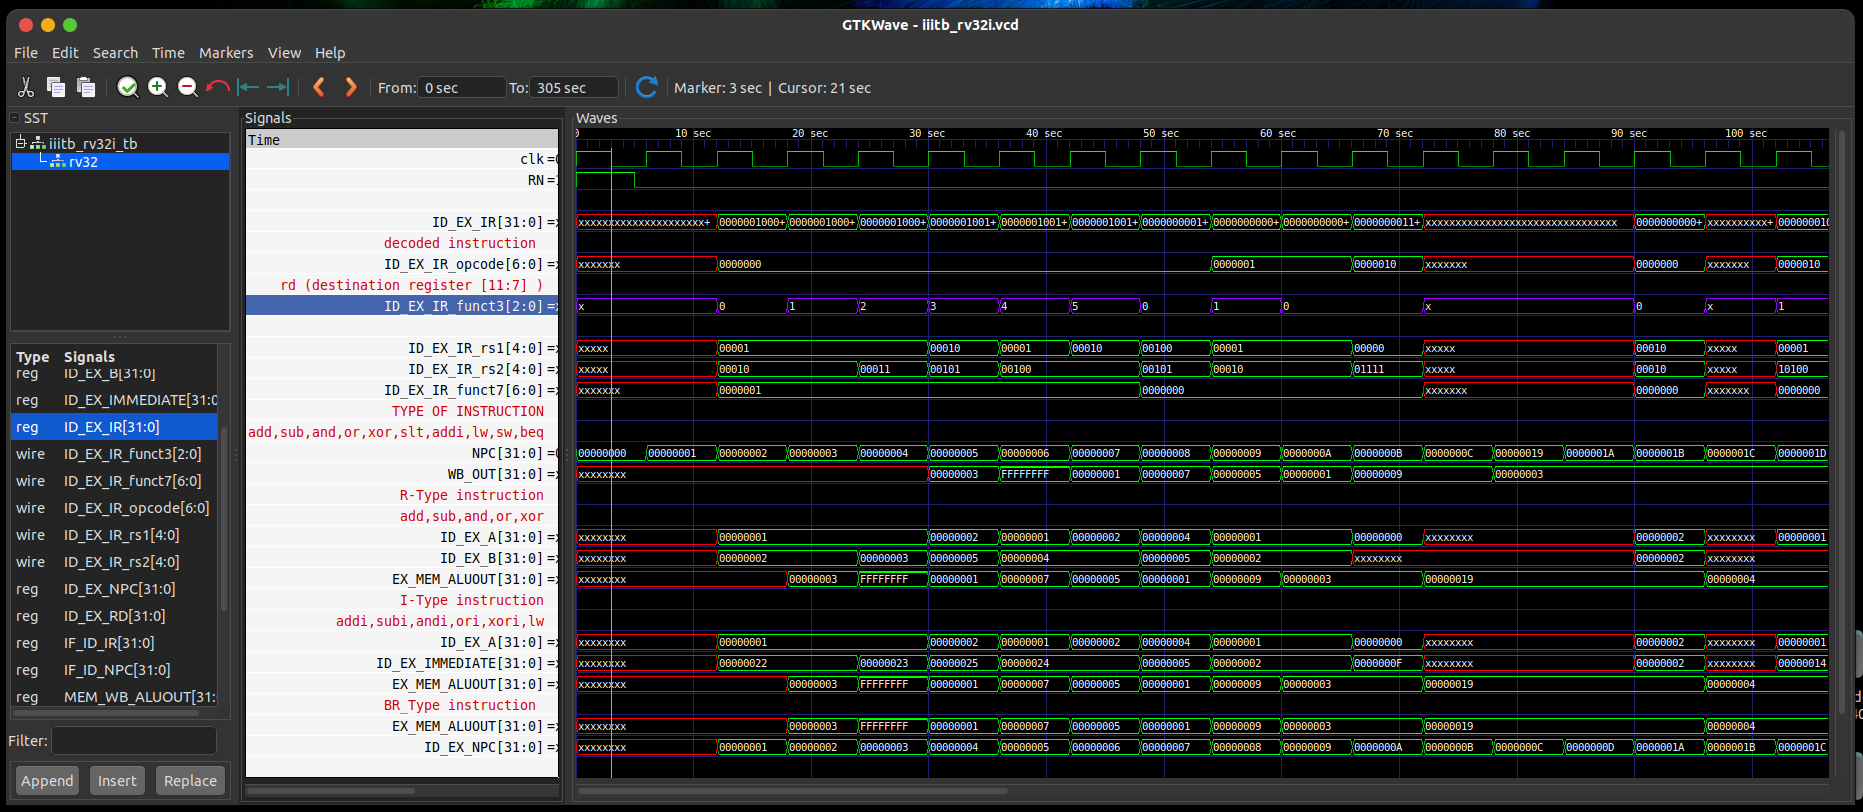 GTKWave - iiitb_rv32i.vcd
File Edit Search Time Markers View Help
From: 0 sec To: 305 sec Marker: 3 sec | Cursor: 21 sec
SST
iiitb_rv32i_tb
rv32
Type Signals
reg ID_EX_B[31:0]
reg ID_EX_IMMEDIATE[31:0
reg ID_EX_IR[31:0]
wire ID_EX_IR_funct3[2:0]
wire ID_EX_IR_funct7[6:0]
wire ID_EX_IR_opcode[6:0]
wire ID_EX_IR_rs1[4:0]
wire ID_EX_IR_rs2[4:0]
reg ID_EX_NPC[31:0]
reg ID_EX_RD[31:0]
reg IF_ID_IR[31:0]
reg IF_ID_NPC[31:0]
reg MEM_WB_ALUOUT[31:
Filter:
Append Insert Replace
Signals
Waves
Time
0 10 sec 20 sec 30 sec 40 sec 50 sec 60 sec 70 sec 80 sec 90 sec 100 sec
clk =
RN =
ID_EX_IR[31:0] = xxxxxxxxxxxxxxxxxxxxx+ 0000001000+ 0000001000+ 0000001000+ 0000001001+ 0000001001+ 0000001001+ 0000000001+ 0000000000+ 0000000000+ 0000000011+ xxxxxxxxxxxxxxxxxxxxxxxxxxxxxxxx 0000000000+ xxxxxxxxxx+ 000000010
decoded instruction
ID_EX_IR_opcode[6:0] = xxxxxxx 0000000 0000001 0000010 xxxxxxx 0000000 xxxxxxx 0000010
rd (destination register [11:7] )
ID_EX_IR_funct3[2:0] = x 0 1 2 3 4 5 0 1 0 x 0 x 1
ID_EX_IR_rs1[4:0] = xxxxx 00001 00010 00001 00010 00100 00001 00000 xxxxx 00010 xxxxx 00001
ID_EX_IR_rs2[4:0] = xxxxx 00010 00011 00101 00100 00101 00010 01111 xxxxx 00010 xxxxx 10100
ID_EX_IR_funct7[6:0] = xxxxxxx 0000001 0000000 xxxxxxx 0000000 xxxxxxx 0000000
TYPE OF INSTRUCTION
add,sub,and,or,xor,slt,addi,lw,sw,beq
NPC[31:0] = 00000000 00000001 00000002 00000003 00000004 00000005 00000006 00000007 00000008 00000009 0000000A 0000000B 0000000C 00000019 0000001A 0000001B 0000001C 0000001D
WB_OUT[31:0] = xxxxxxxx 00000003 FFFFFFFF 00000001 00000007 00000005 00000001 00000009 00000003
R-Type instruction
add,sub,and,or,xor
ID_EX_A[31:0] = xxxxxxxx 00000001 00000002 00000001 00000002 00000004 00000001 00000000 xxxxxxxx 00000002 xxxxxxxx 00000001
ID_EX_B[31:0] = xxxxxxxx 00000002 00000003 00000005 00000004 00000005 00000002 xxxxxxxx 00000002 xxxxxxxx
EX_MEM_ALUOUT[31:0] = xxxxxxxx 00000003 FFFFFFFF 00000001 00000007 00000005 00000001 00000009 00000003 00000019 00000004
I-Type instruction
addi,subi,andi,ori,xori,lw
ID_EX_A[31:0] = xxxxxxxx 00000001 00000002 00000001 00000002 00000004 00000001 00000000 xxxxxxxx 00000002 xxxxxxxx 00000001
ID_EX_IMMEDIATE[31:0] = xxxxxxxx 00000022 00000023 00000025 00000024 00000005 00000002 0000000F xxxxxxxx 00000002 xxxxxxxx 00000014
EX_MEM_ALUOUT[31:0] = xxxxxxxx 00000003 FFFFFFFF 00000001 00000007 00000005 00000001 00000009 00000003 00000019 00000004
BR_Type instruction
EX_MEM_ALUOUT[31:0] = xxxxxxxx 00000003 FFFFFFFF 00000001 00000007 00000005 00000001 00000009 00000003 00000019 00000004
ID_EX_NPC[31:0] = xxxxxxxx 00000001 00000002 00000003 00000004 00000005 00000006 00000007 00000008 00000009 0000000A 0000000B 0000000C 0000000D 0000001A 0000001B 0000001C